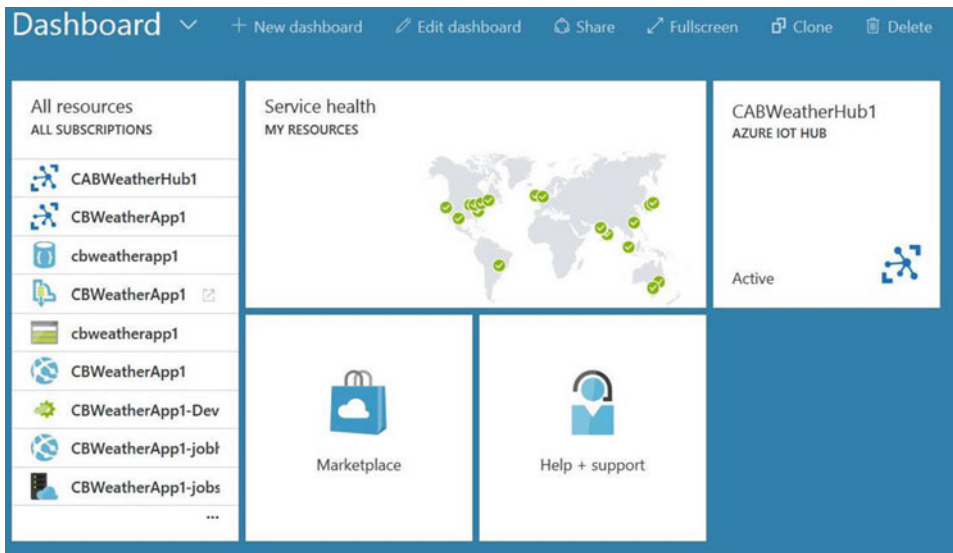 Dashboard
+ New dashboard
Edit dashboard
Share
Fullscreen
Clone
Delete
All resources
ALL SUBSCRIPTIONS
CABWeatherHub1
CBWeatherApp1
cbweatherapp1
CBWeatherApp1
cbweatherapp1
CBWeatherApp1
CBWeatherApp1-Dev
CBWeatherApp1-jobh
CBWeatherApp1-jobs
...
Service health
MY RESOURCES
CABWeatherHub1
AZURE IOT HUB
Active
Marketplace
Help + support